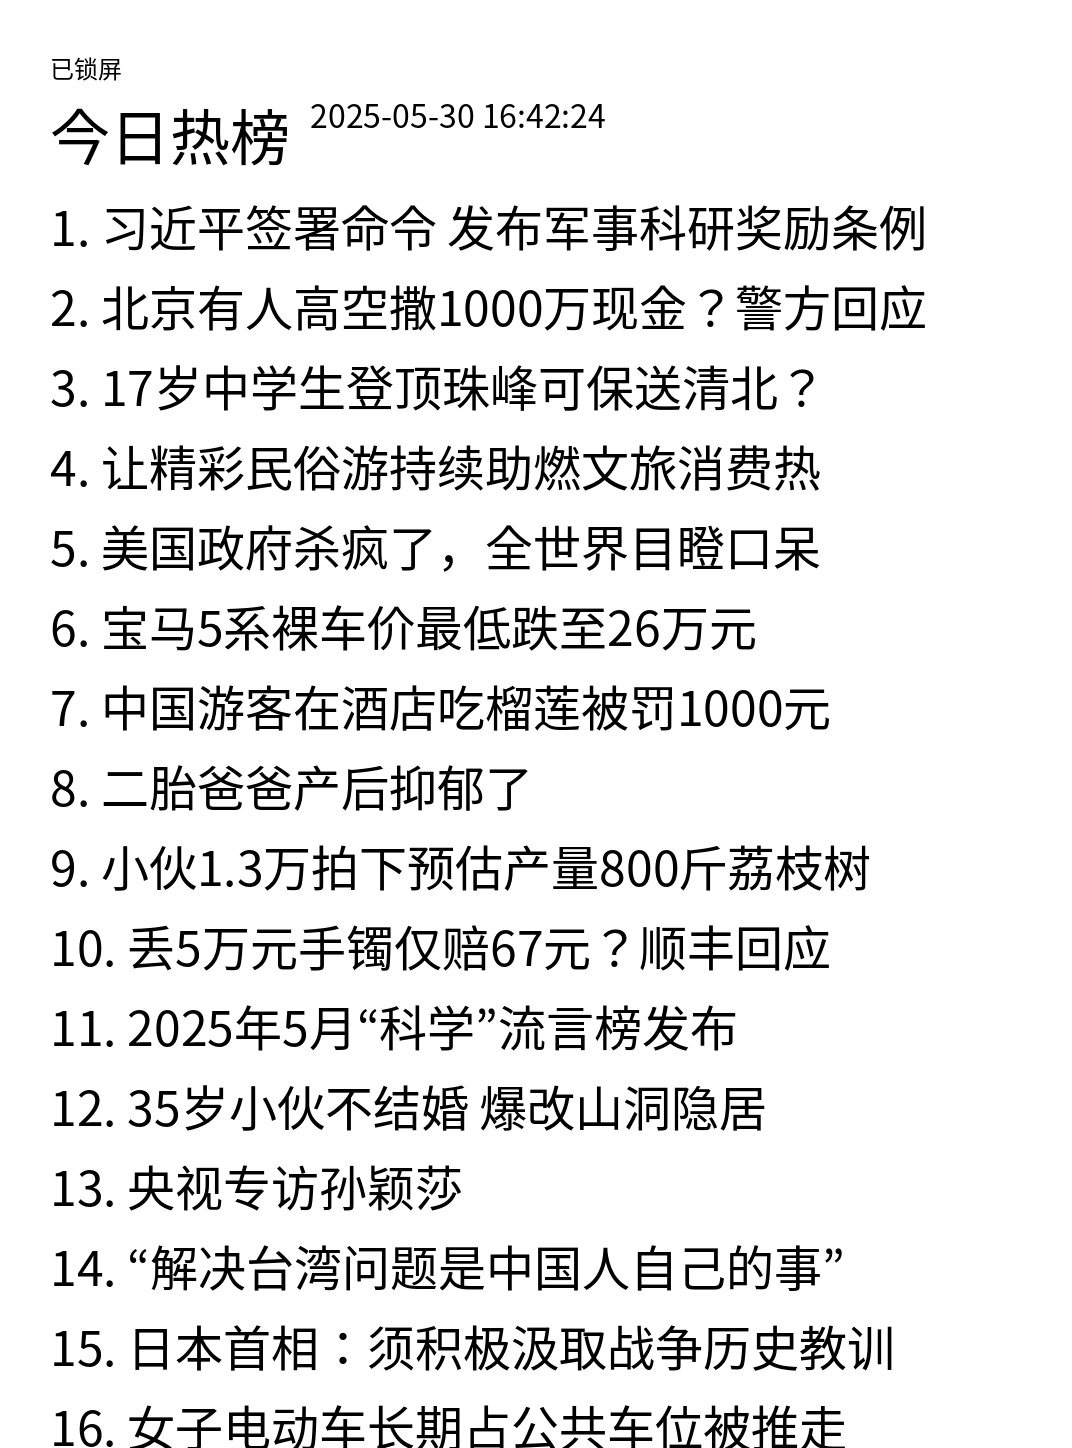 已锁屏
今日热榜 2025-05-30 16:42:24
1. 习近平签署命令 发布军事科研奖励条例
2. 北京有人高空撒1000万现金？警方回应
3. 17岁中学生登顶珠峰可保送清北？
4. 让精彩民俗游持续助燃文旅消费热
5. 美国政府杀疯了，全世界目瞪口呆
6. 宝马5系裸车价最低跌至26万元
7. 中国游客在酒店吃榴莲被罚1000元
8. 二胎爸爸产后抑郁了
9. 小伙1.3万拍下预估产量800斤荔枝树
10. 丢5万元手镯仅赔67元？顺丰回应
11. 2025年5月“科学”流言榜发布
12. 35岁小伙不结婚 爆改山洞隐居
13. 央视专访孙颖莎
14. “解决台湾问题是中国人自己的事”
15. 日本首相：须积极汲取战争历史教训
16. 女子电动车长期占公共车位被推走